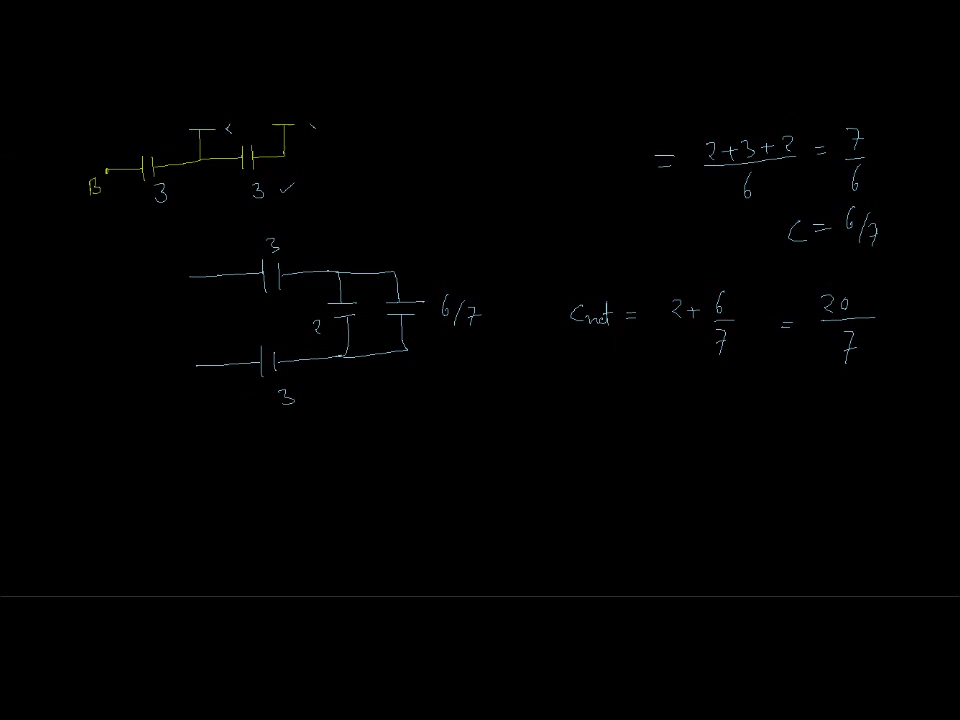 B 3 3 ✓
= 2+3+2 / 6 = 7/6
C = 6/7
3
2 6/7
3
Cnet = 2 + 6/7 = 20/7